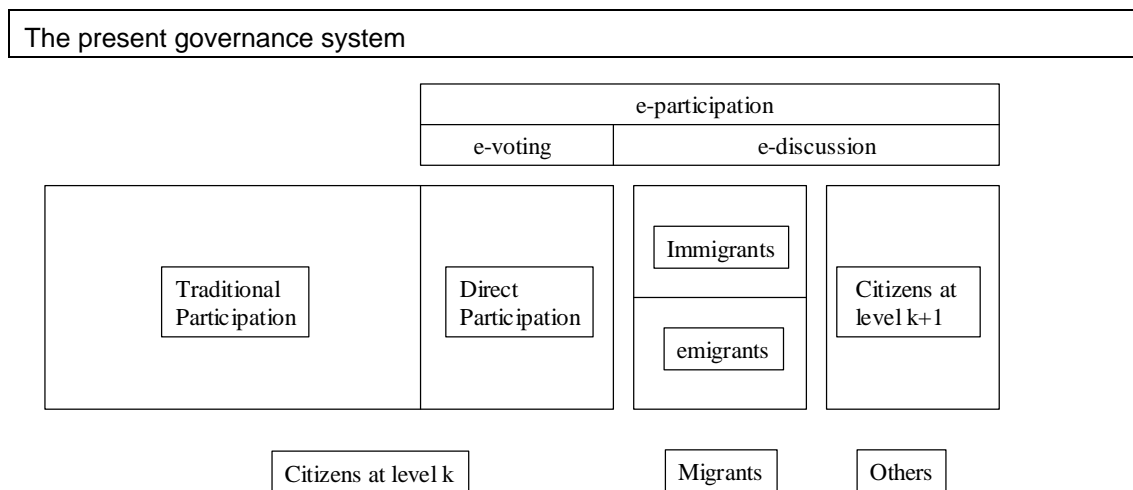 The present governance system
e-participation
e-voting
e-discussion
Traditional
Participation
Direct
Participation
Immigrants
emigrants
Citizens at
level k+1
Citizens at level k
Migrants
Others